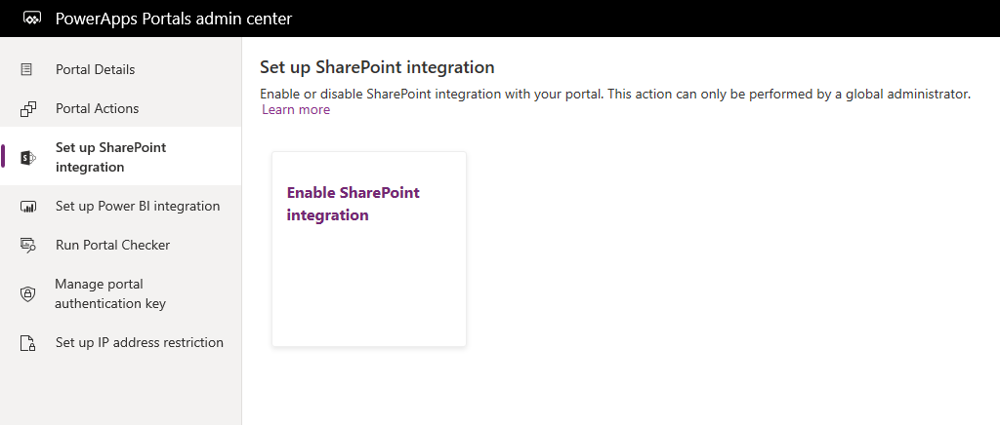 PowerApps Portals admin center
Portal Details
Portal Actions
Set up SharePoint
integration
Set up Power BI integration
Run Portal Checker
Manage portal
authentication key
Set up IP address restriction
Set up SharePoint integration
Enable or disable SharePoint integration with your portal. This action can only be performed by a global administrator.
Learn more
Enable SharePoint
integration